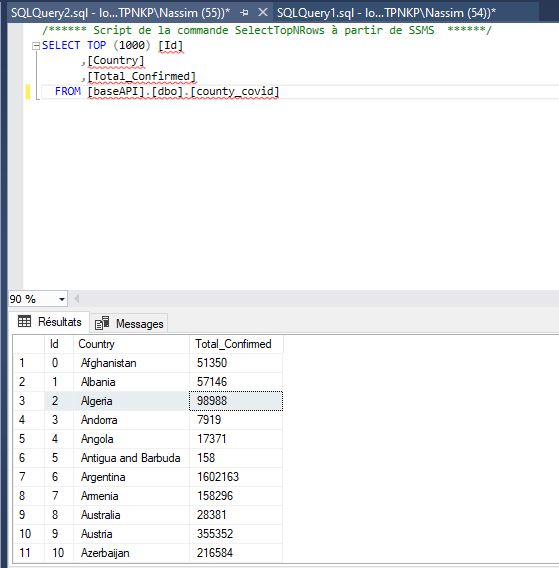 SQLQuery2.sql - lo...TPNKP\Nassim (55))* SQLQuery1.sql - lo...TPNKP\Nassim (54))*
/****** Script de la commande SelectTopNRows à partir de SSMS ******/
SELECT TOP (1000) [Id]
,[Country]
,[Total_Confirmed]
FROM [baseAPI].[dbo].[county_covid]
90 %
Résultats Messages
Id Country Total_Confirmed
1 0 Afghanistan 51350
2 1 Albania 57146
3 2 Algeria 98988
4 3 Andorra 7919
5 4 Angola 17371
6 5 Antigua and Barbuda 158
7 6 Argentina 1602163
8 7 Armenia 158296
9 8 Australia 28381
10 9 Austria 355352
11 10 Azerbaijan 216584